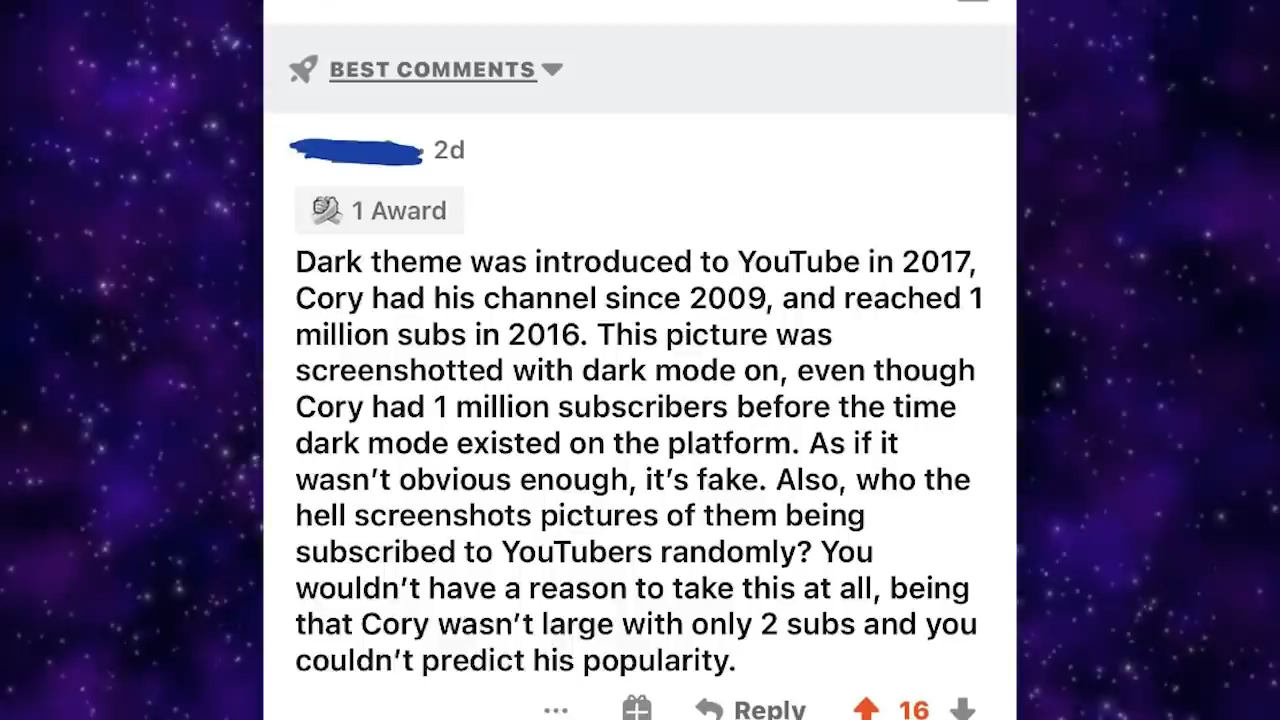 BEST COMMENTS
2d
1 Award
Dark theme was introduced to YouTube in 2017,
Cory had his channel since 2009, and reached 1
million subs in 2016. This picture was
screenshotted with dark mode on, even though
Cory had 1 million subscribers before the time
dark mode existed on the platform. As if it
wasn't obvious enough, it's fake. Also, who the
hell screenshots pictures of them being
subscribed to YouTubers randomly? You
wouldn't have a reason to take this at all, being
that Cory wasn't large with only 2 subs and you
couldn't predict his popularity.
... Reply 16